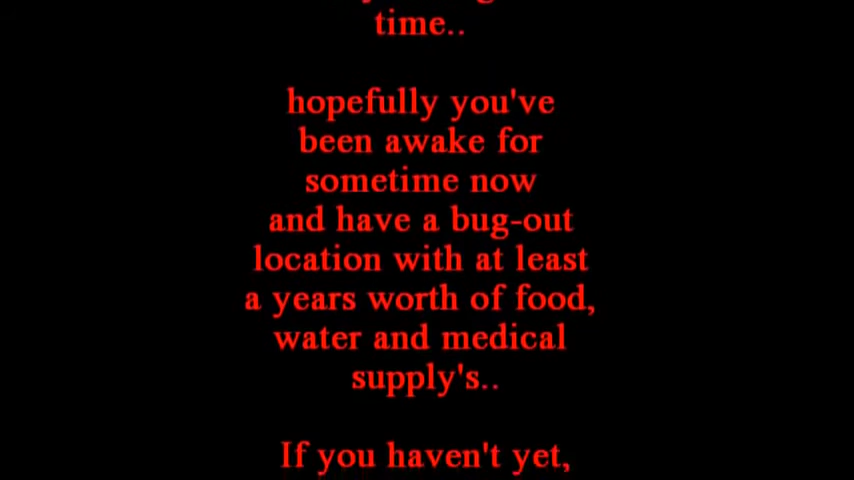 time..
hopefully you've
been awake for
sometime now
and have a bug-out
location with at least
a years worth of food,
water and medical
supply's..
If you haven't yet,